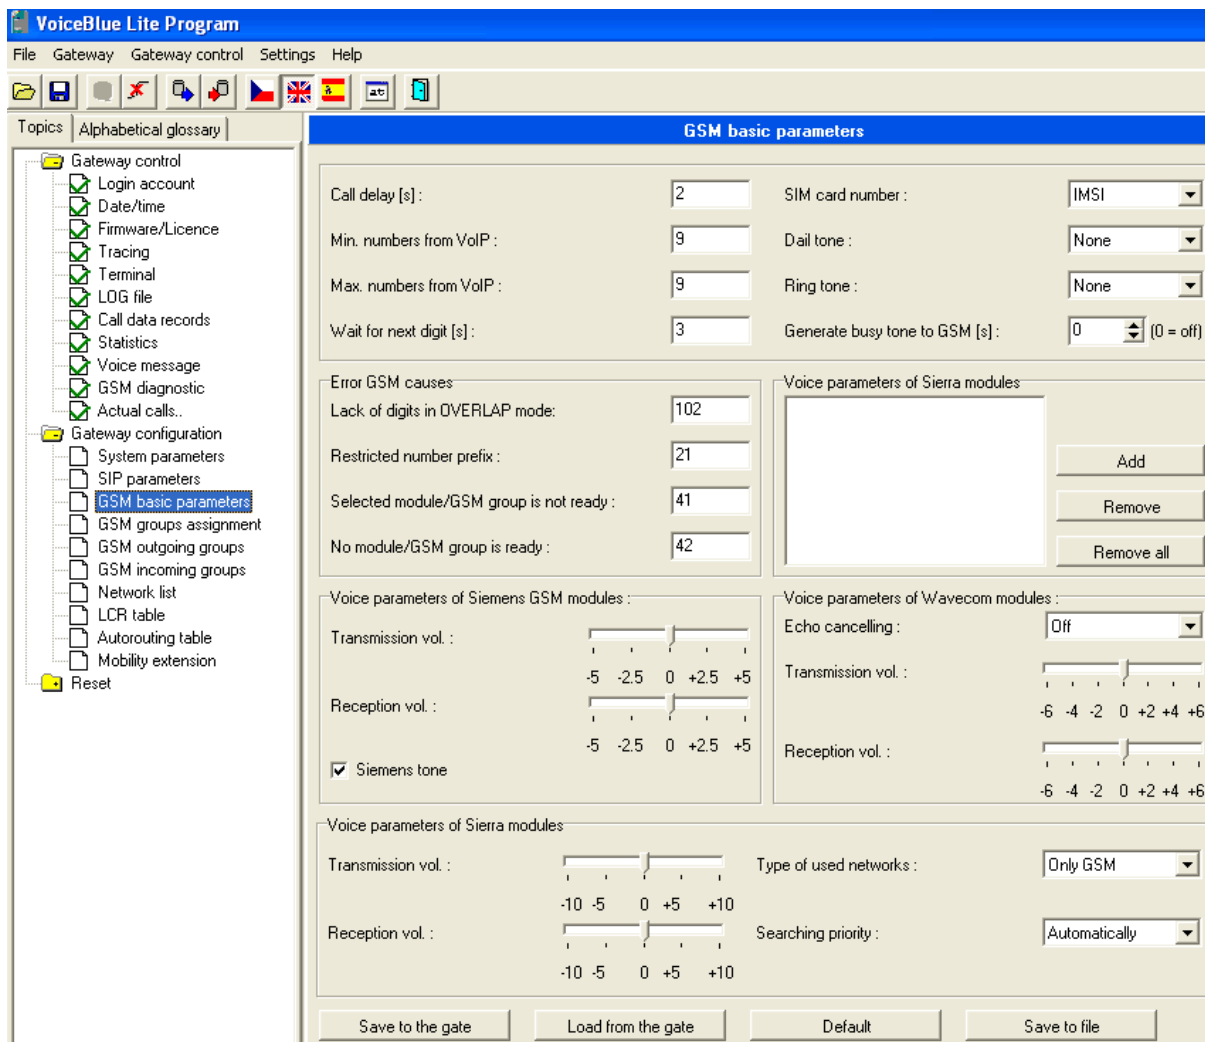 VoiceBlue Lite Program
File Gateway Gateway control Settings Help
at
Topics Alphabetical glossary
Gateway control
Login account
Date/time
Firmware/Licence
Tracing
Terminal
LOG file
Call data records
Statistics
Voice message
GSM diagnostic
Actual calls..
Gateway configuration
System parameters
SIP parameters
GSM basic parameters
GSM groups assignment
GSM outgoing groups
GSM incoming groups
Network list
LCR table
Autorouting table
Mobility extension
Reset
GSM basic parameters
Call delay [s] : 2
Min. numbers from VoIP : 9
Max. numbers from VoIP : 9
Wait for next digit [s] : 3
SIM card number : IMSI
Dail tone : None
Ring tone : None
Generate busy tone to GSM [s] : 0 (0 = off)
Error GSM causes
Lack of digits in OVERLAP mode: 102
Restricted number prefix : 21
Selected module/GSM group is not ready : 41
No module/GSM group is ready : 42
Voice parameters of Sierra modules
Add
Remove
Remove all
Voice parameters of Siemens GSM modules :
Transmission vol. :
-5 -2.5 0 +2.5 +5
Reception vol. :
-5 -2.5 0 +2.5 +5
Siemens tone
Voice parameters of Wavecom modules :
Echo cancelling : Off
Transmission vol. :
-6 -4 -2 0 +2 +4 +6
Reception vol. :
-6 -4 -2 0 +2 +4 +6
Voice parameters of Sierra modules
Transmission vol. :
-10 -5 0 +5 +10
Reception vol. :
-10 -5 0 +5 +10
Type of used networks : Only GSM
Searching priority : Automatically
Save to the gate Load from the gate Default Save to file